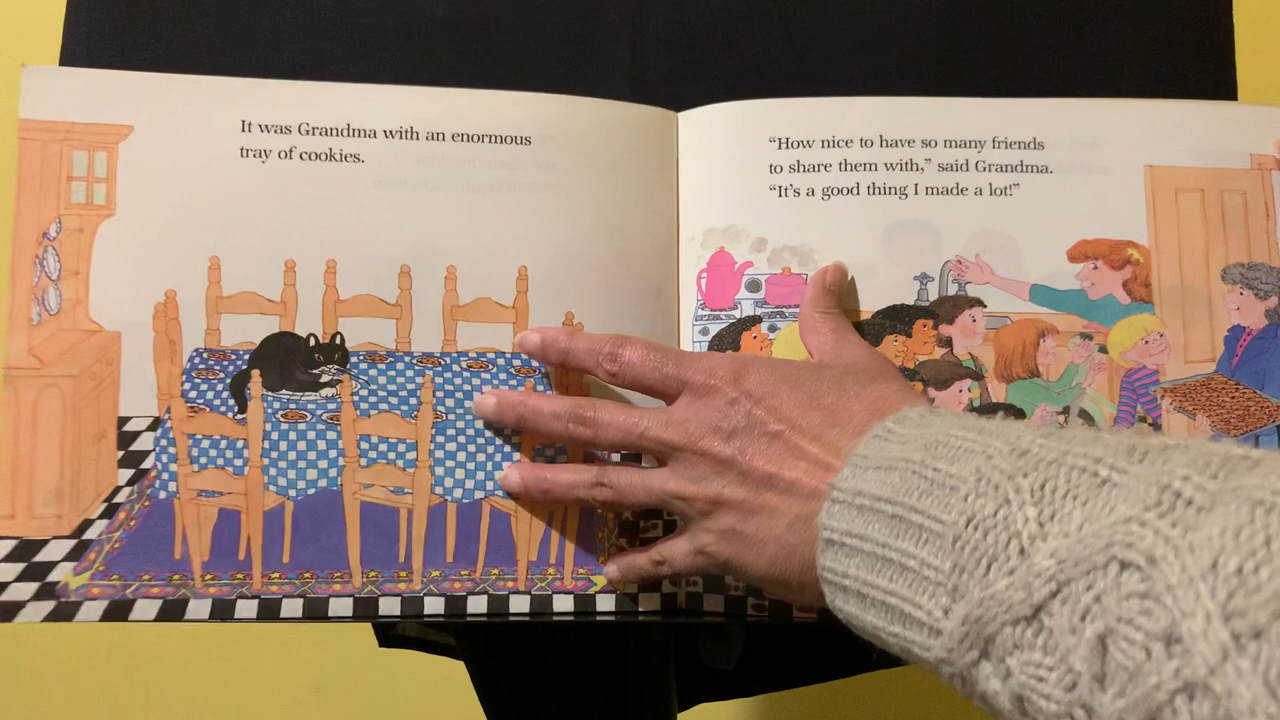 It was Grandma with an enormous
tray of cookies.
“How nice to have so many friends
to share them with,” said Grandma.
“It’s a good thing I made a lot!”